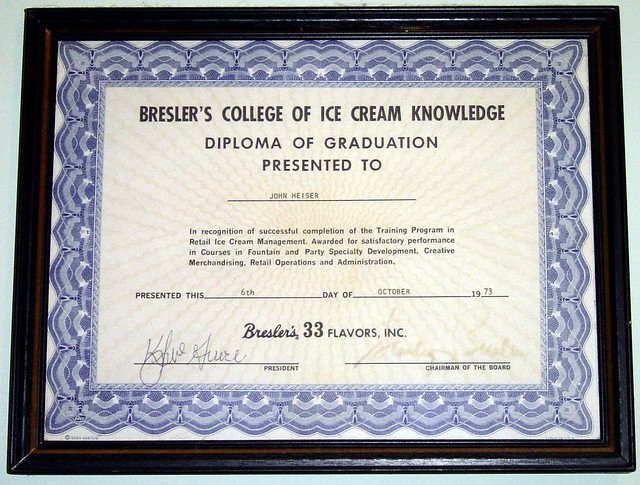 BRESLER'S COLLEGE OF ICE CREAM KNOWLEDGE
DIPLOMA OF GRADUATION
PRESENTED TO
JOHN HEISER
In recognition of successful completion of the Training Program in
Retail Ice Cream Management. Awarded for satisfactory performance
in Courses in Fountain and Party Specialty Development, Creative
Merchandising, Retail Operations and Administration.
PRESENTED THIS 6th DAY OF OCTOBER 19 73
Bresler's 33 FLAVORS, INC.
PRESIDENT
CHAIRMAN OF THE BOARD